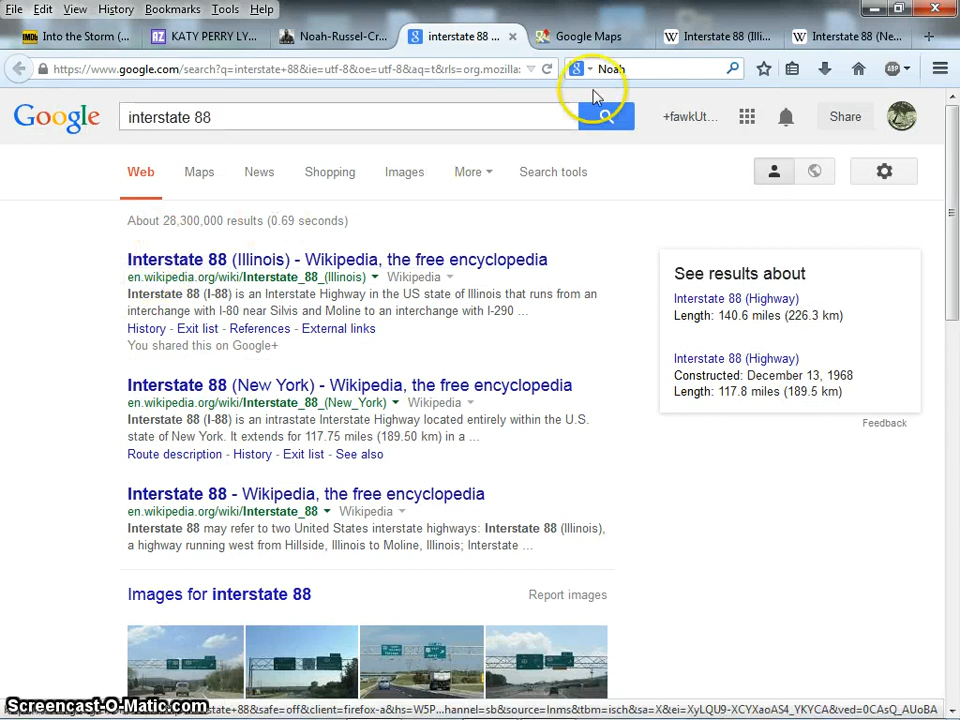 File Edit View History Bookmarks Tools Help
Into the Storm (... KATY PERRY LY... Noah-Russel-Cr... interstate 88 ... Google Maps Interstate 88 (Illi... Interstate 88 (Ne...
https://www.google.com/search?q=interstate+88&ie=utf-8&oe=utf-8&aq=t&rls=org.mozilla: Noah ABP
Google interstate 88 +fawkUt... Share
Web Maps News Shopping Images More Search tools
About 28,300,000 results (0.69 seconds)
Interstate 88 (Illinois) - Wikipedia, the free encyclopedia
en.wikipedia.org/wiki/Interstate_88_(Illinois) Wikipedia
Interstate 88 (I-88) is an Interstate Highway in the US state of Illinois that runs from an
interchange with I-80 near Silvis and Moline to an interchange with I-290 ...
History - Exit list - References - External links
You shared this on Google+
Interstate 88 (New York) - Wikipedia, the free encyclopedia
en.wikipedia.org/wiki/Interstate_88_(New_York) Wikipedia
Interstate 88 (I-88) is an intrastate Interstate Highway located entirely within the U.S.
state of New York. It extends for 117.75 miles (189.50 km) in a ...
Route description - History - Exit list - See also
Interstate 88 - Wikipedia, the free encyclopedia
en.wikipedia.org/wiki/Interstate_88 Wikipedia
Interstate 88 may refer to two United States interstate highways: Interstate 88 (Illinois),
a highway running west from Hillside, Illinois to Moline, Illinois; Interstate ...
Images for interstate 88 Report images
See results about
Interstate 88 (Highway)
Length: 140.6 miles (226.3 km)
Interstate 88 (Highway)
Constructed: December 13, 1968
Length: 117.8 miles (189.5 km)
Feedback
Screencast-O-Matic.com